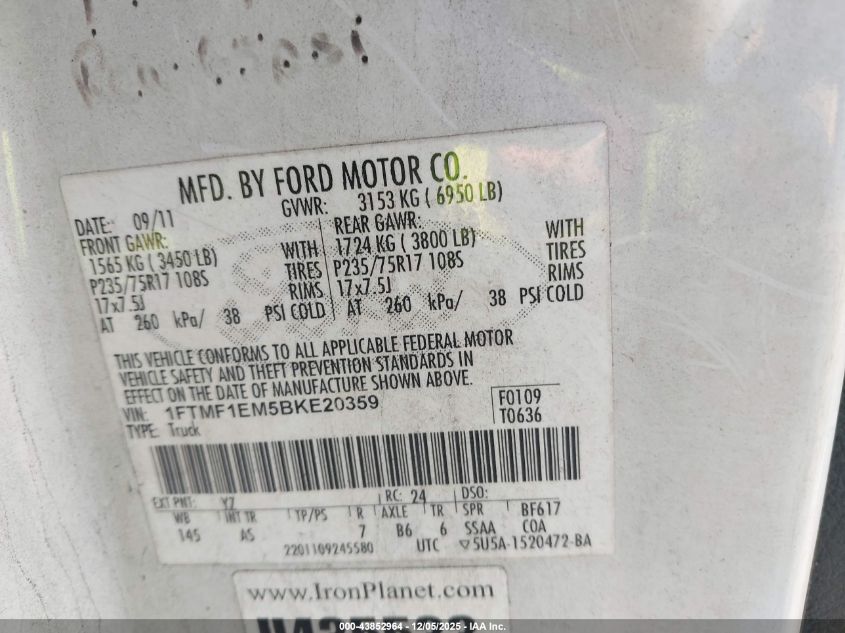 MFD. BY FORD MOTOR CO.
DATE: 09/11 GVWR: 3153 KG ( 6950 LB)
FRONT GAWR: REAR GAWR:
1565 KG ( 3450 LB) WITH 1724 KG ( 3800 LB) WITH
P235/75R17 108S TIRES P235/75R17 108S TIRES
17x7.5J RIMS 17x7.5J RIMS
AT 260 kPa/ 38 PSI COLD AT 260 kPa/ 38 PSI COLD
THIS VEHICLE CONFORMS TO ALL APPLICABLE FEDERAL MOTOR
VEHICLE SAFETY AND THEFT PREVENTION STANDARDS IN
EFFECT ON THE DATE OF MANUFACTURE SHOWN ABOVE.
VIN: 1FTMF1EM5BKE20359 F0109
TYPE: Truck T0636
EXT PNT: Y7 RC: 24 DSO:
WB INT TR TP/PS R AXLE TR SPR BF617
145 AS 7 B6 6 SSAA COA
2201109245580 UTC ▽5U5A-1520472-BA
www.IronPlanet.com
000-43852964 - 12/05/2025 - IAA Inc.